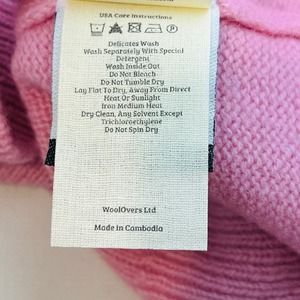 USA Care Instructions
Delicates Wash
Wash Separately With Special
Detergent
Wash Inside Out
Do Not Bleach
Do Not Tumble Dry
Lay Flat To Dry, Away From Direct
Heat Or Sunlight
Iron Medium Heat
Dry Clean, Any Solvent Except
Trichloroethylene
Do Not Spin Dry
WoolOvers Ltd
Made in Cambodia